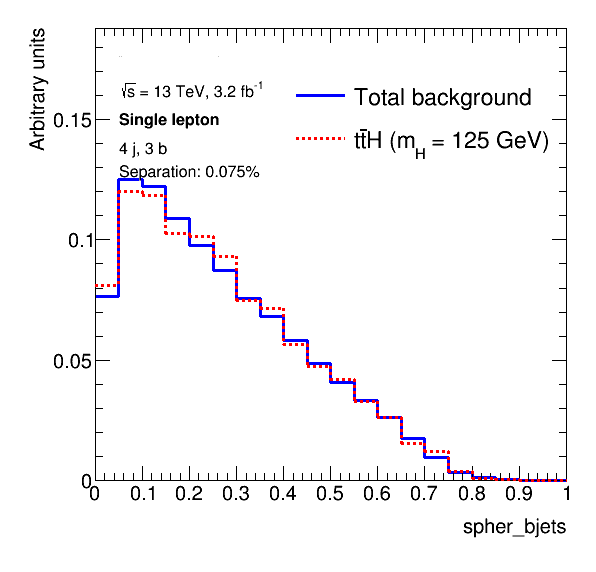 Arbitrary units
√s = 13 TeV, 3.2 fb⁻¹
Single lepton
4 j, 3 b
Separation: 0.075%
Total background
tt̄H (m_H = 125 GeV)
0.15
0.1
0.05
0
0 0.1 0.2 0.3 0.4 0.5 0.6 0.7 0.8 0.9 1
spher_bjets